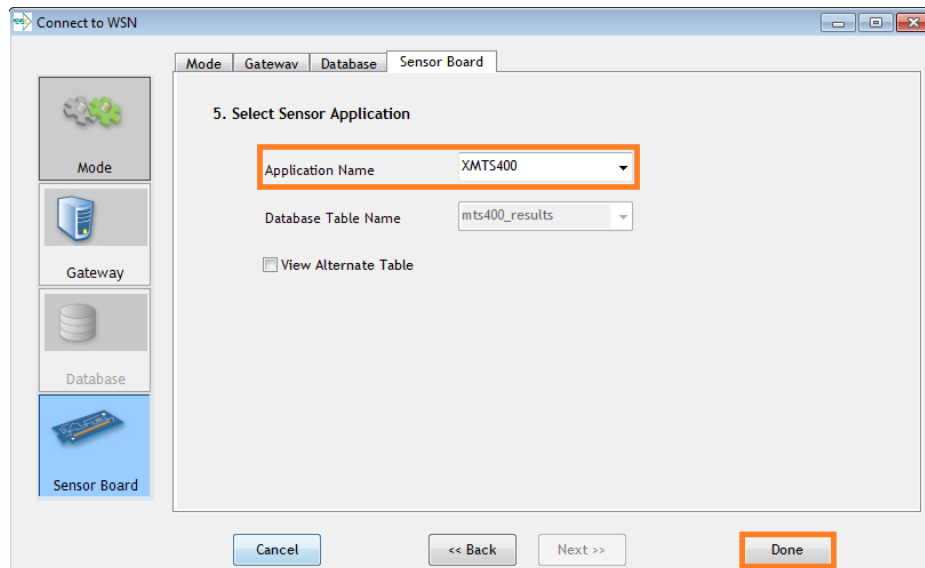 Connect to WSN
Mode Gateway Database Sensor Board
Mode
Gateway
Database
Sensor Board
5. Select Sensor Application
Application Name XMTS400
Database Table Name mts400_results
View Alternate Table
Cancel << Back Next >> Done